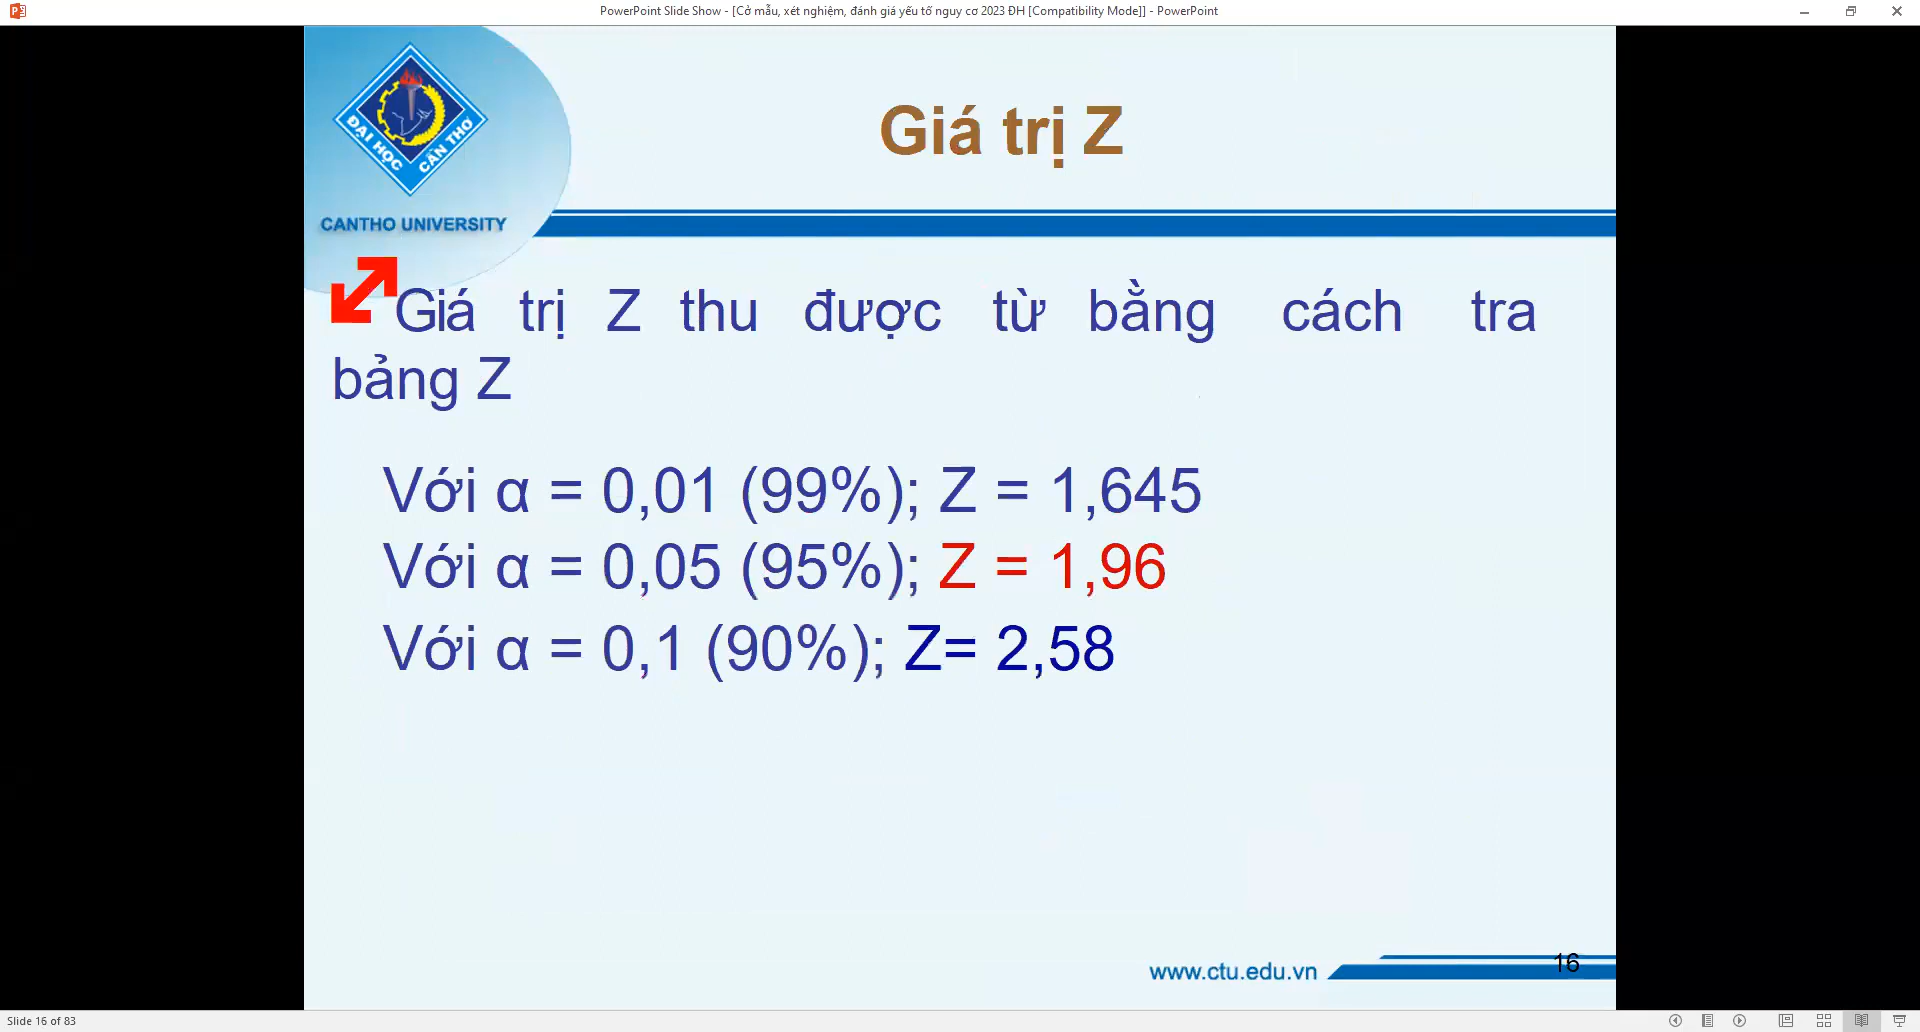 PowerPoint Slide Show - [Cở mẫu, xét nghiệm, đánh giá yếu tố nguy cơ 2023 ĐH [Compatibility Mode]] - PowerPoint
ĐẠI HỌC CẦN THƠ
CANTHO UNIVERSITY
Giá trị Z
Giá trị Z thu được từ bằng cách tra
bảng Z
Với α = 0,01 (99%); Z = 1,645
Với α = 0,05 (95%); Z = 1,96
Với α = 0,1 (90%); Z= 2,58
www.ctu.edu.vn
16
Slide 16 of 83